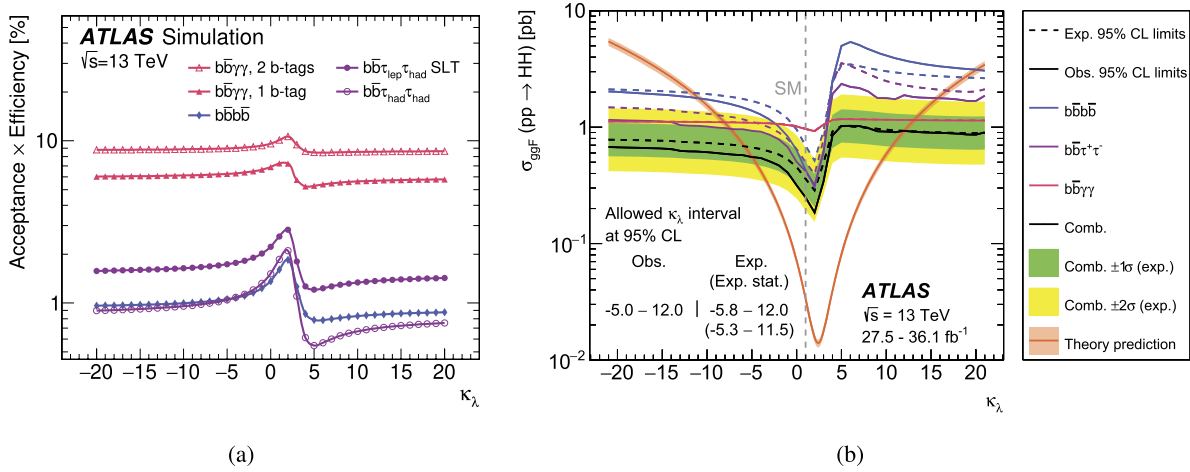 ATLAS Simulation
√s=13 TeV
bb̄γγ, 2 b-tags
bb̄γγ, 1 b-tag
bb̄bb̄
bb̄τlepτhad SLT
bb̄τhadτhad
Acceptance × Efficiency [%]
10
1
−20 −15 −10 −5 0 5 10 15 20
κλ
(a)
σggF (pp → HH) [pb]
10
1
10⁻¹
10⁻²
SM
Allowed κλ interval
at 95% CL
Obs. Exp.
(Exp. stat.)
-5.0 – 12.0 | -5.8 – 12.0
(-5.3 – 11.5)
ATLAS
√s = 13 TeV
27.5 - 36.1 fb⁻¹
−20 −15 −10 −5 0 5 10 15 20
κλ
(b)
Exp. 95% CL limits
Obs. 95% CL limits
bb̄bb̄
bb̄τ⁺τ⁻
bb̄γγ
Comb.
Comb. ±1σ (exp.)
Comb. ±2σ (exp.)
Theory prediction